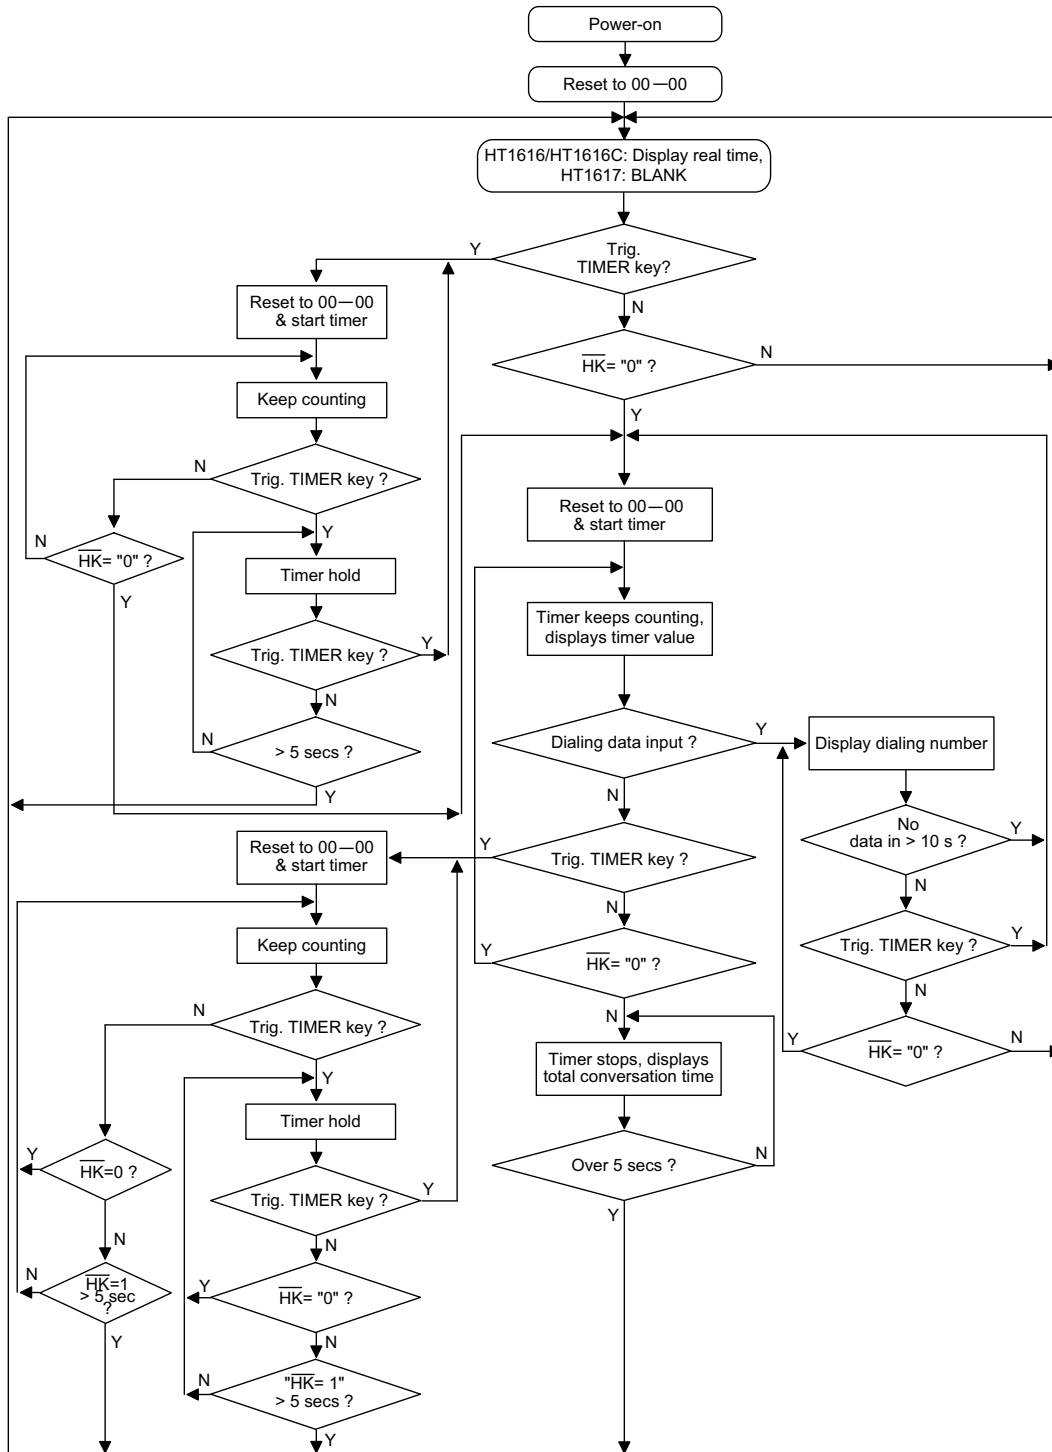 Power-on
Reset to 00—00
HT1616/HT1616C: Display real time,
HT1617: BLANK
Trig.
TIMER key?
Y
N
Reset to 00—00
& start timer
HK= "0" ?
N
Y
Keep counting
Trig. TIMER key ?
N
Y
HK= "0" ?
N
Y
Timer hold
Trig. TIMER key ?
Y
N
> 5 secs ?
N
Y
Reset to 00—00
& start timer
Timer keeps counting,
displays timer value
Dialing data input ?
Y
N
Display dialing number
No
data in > 10 s ?
Y
N
Trig. TIMER key ?
Y
N
HK= "0" ?
Y
N
Trig. TIMER key ?
Y
N
HK= "0" ?
Y
N
Timer stops, displays
total conversation time
Over 5 secs ?
N
Y
Reset to 00—00
& start timer
Keep counting
Trig. TIMER key ?
N
Y
Timer hold
HK=0 ?
Y
N
Trig. TIMER key ?
Y
N
HK=1
> 5 sec
?
N
Y
HK= "0" ?
Y
N
"HK= 1"
> 5 secs ?
N
Y